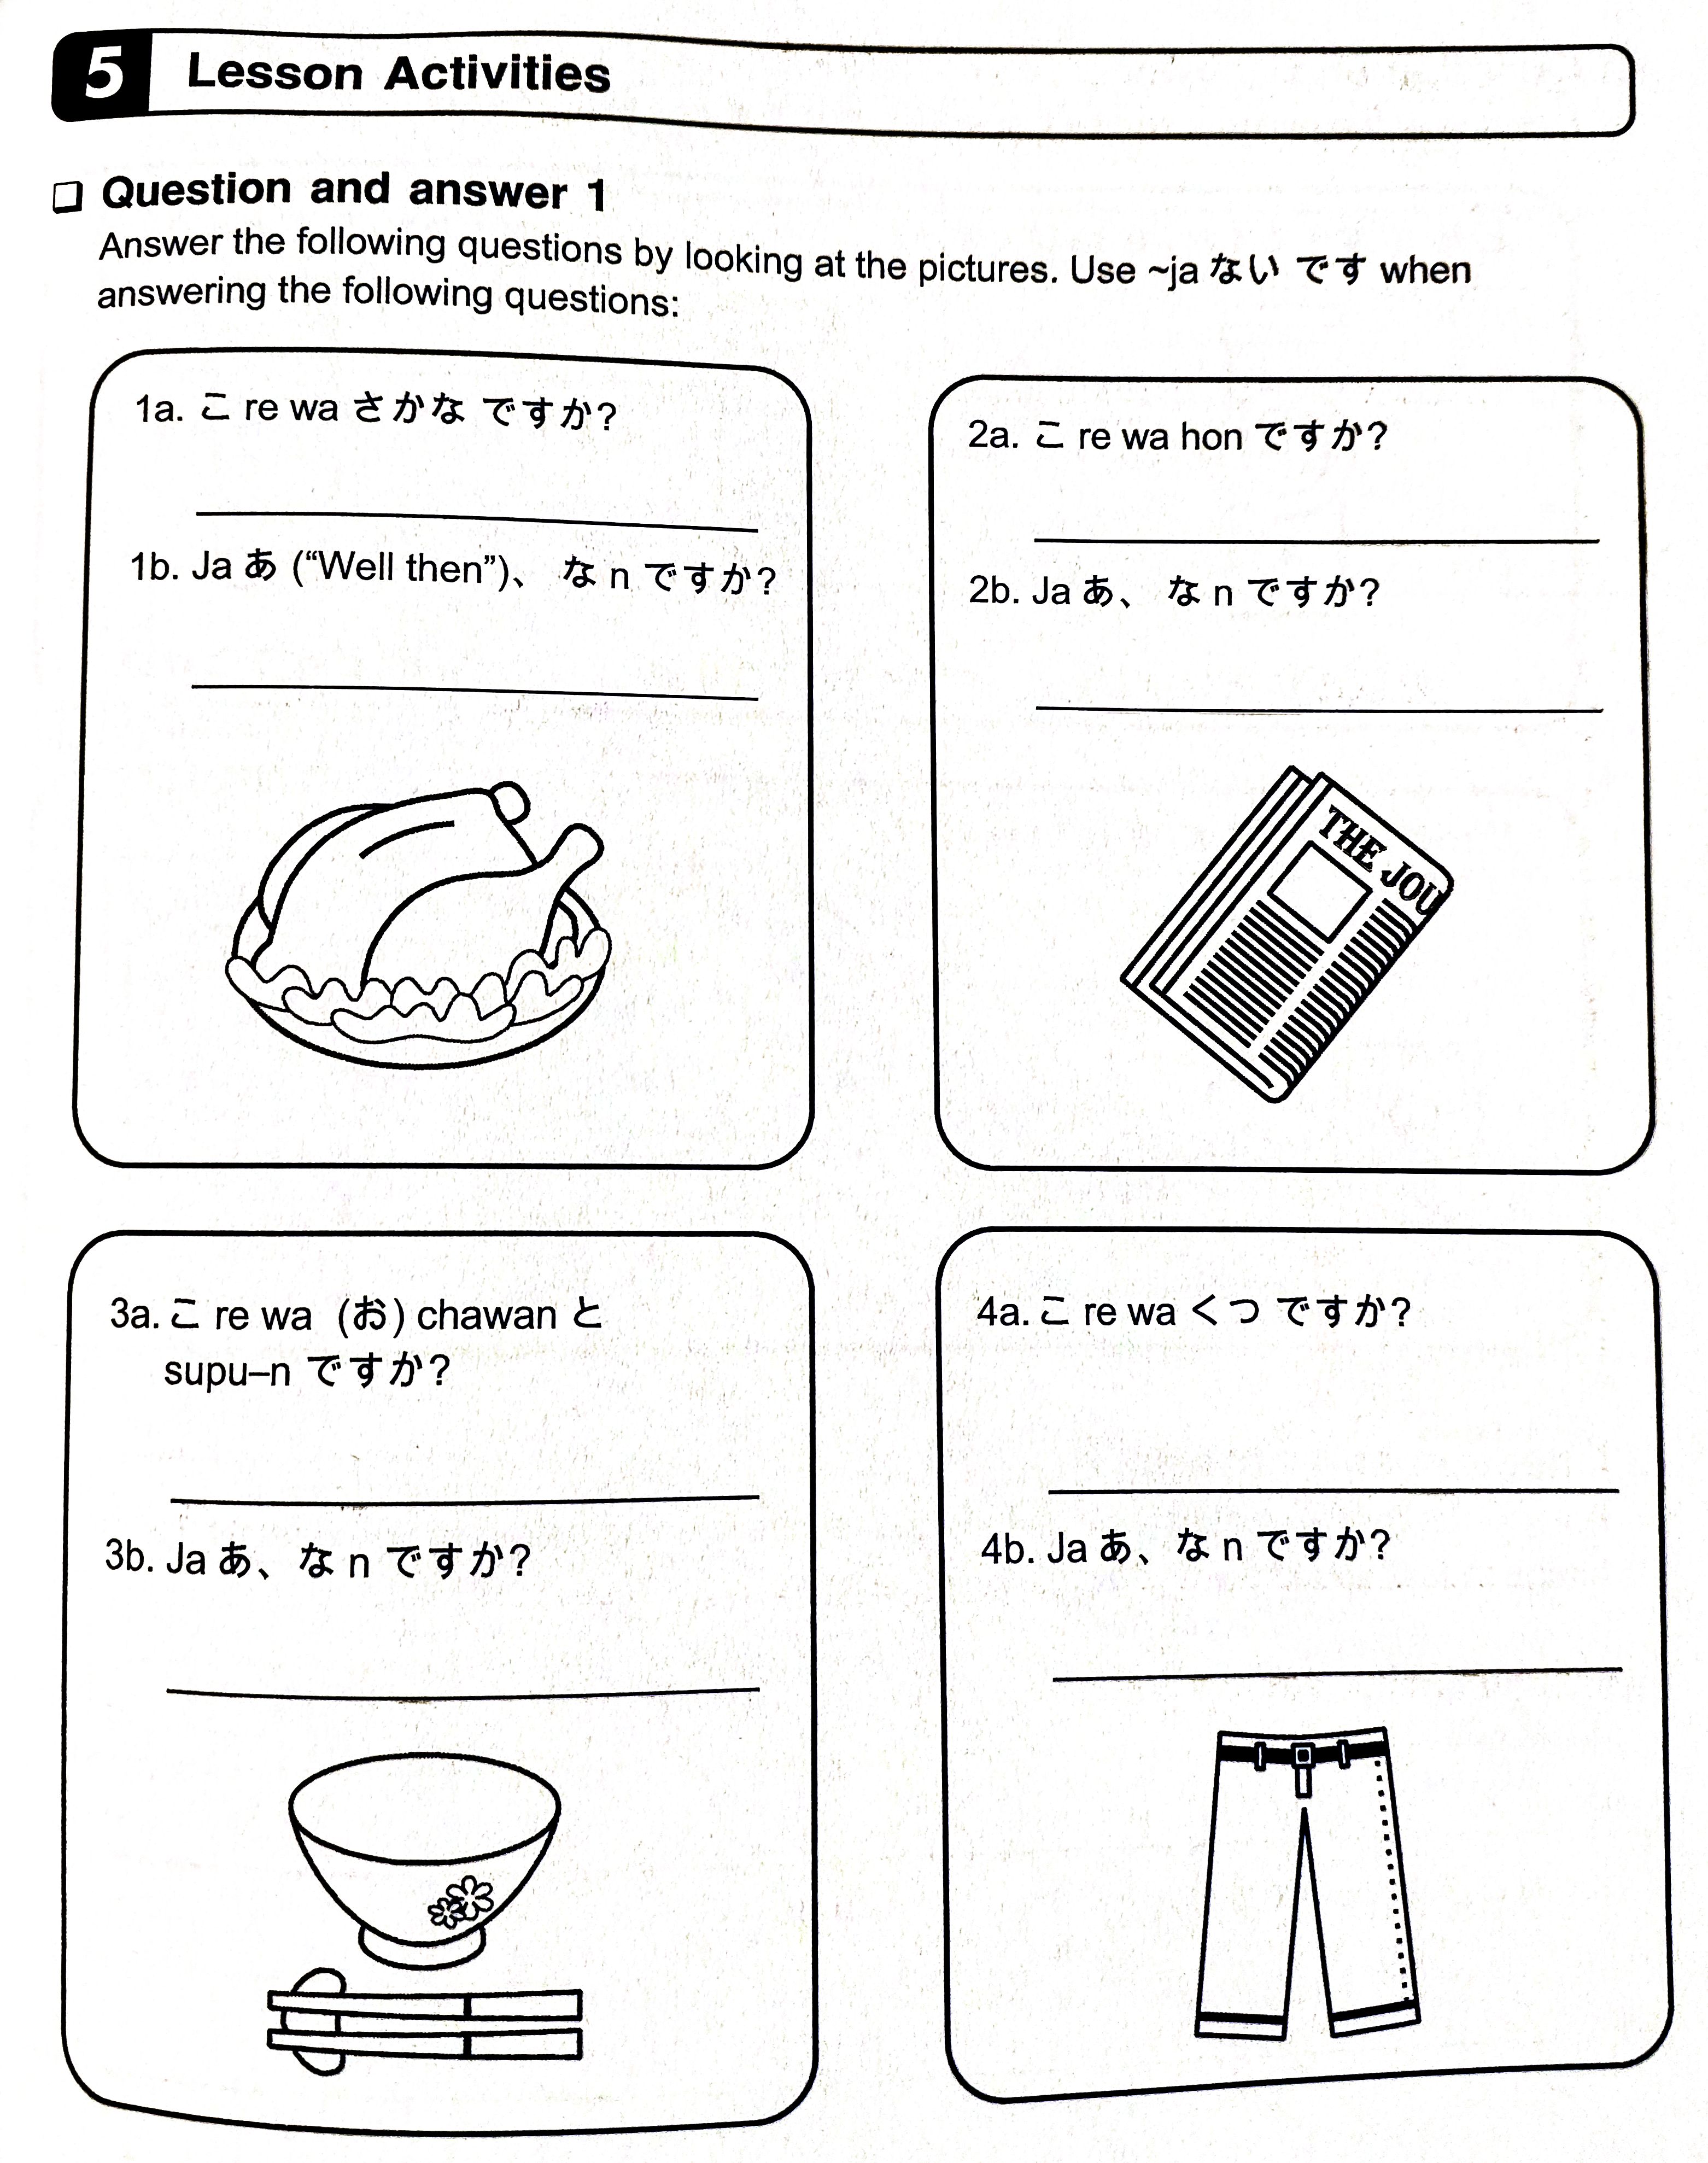 5 Lesson Activities
❑ Question and answer 1
Answer the following questions by looking at the pictures. Use ~ja ない です when
answering the following questions:
1a. こ re wa さかな ですか?
1b. Ja あ (“Well then”)、 な n ですか?
2a. こ re wa hon ですか?
2b. Ja あ、 な n ですか?
THE JOU
3a. こ re wa (お) chawan と
supu–n ですか?
3b. Ja あ、な n ですか?
4a. こ re wa くつ ですか?
4b. Ja あ、な n ですか?